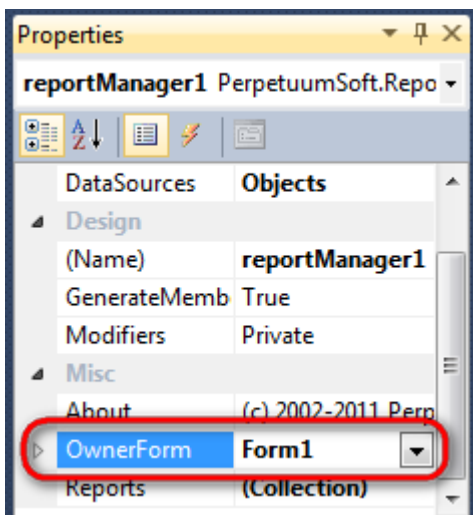 Properties
reportManager1 PerpetuumSoft.Repo
DataSources Objects
Design
(Name) reportManager1
GenerateMemb True
Modifiers Private
Misc
About (c) 2002-2011 Perp
OwnerForm Form1
Reports (Collection)